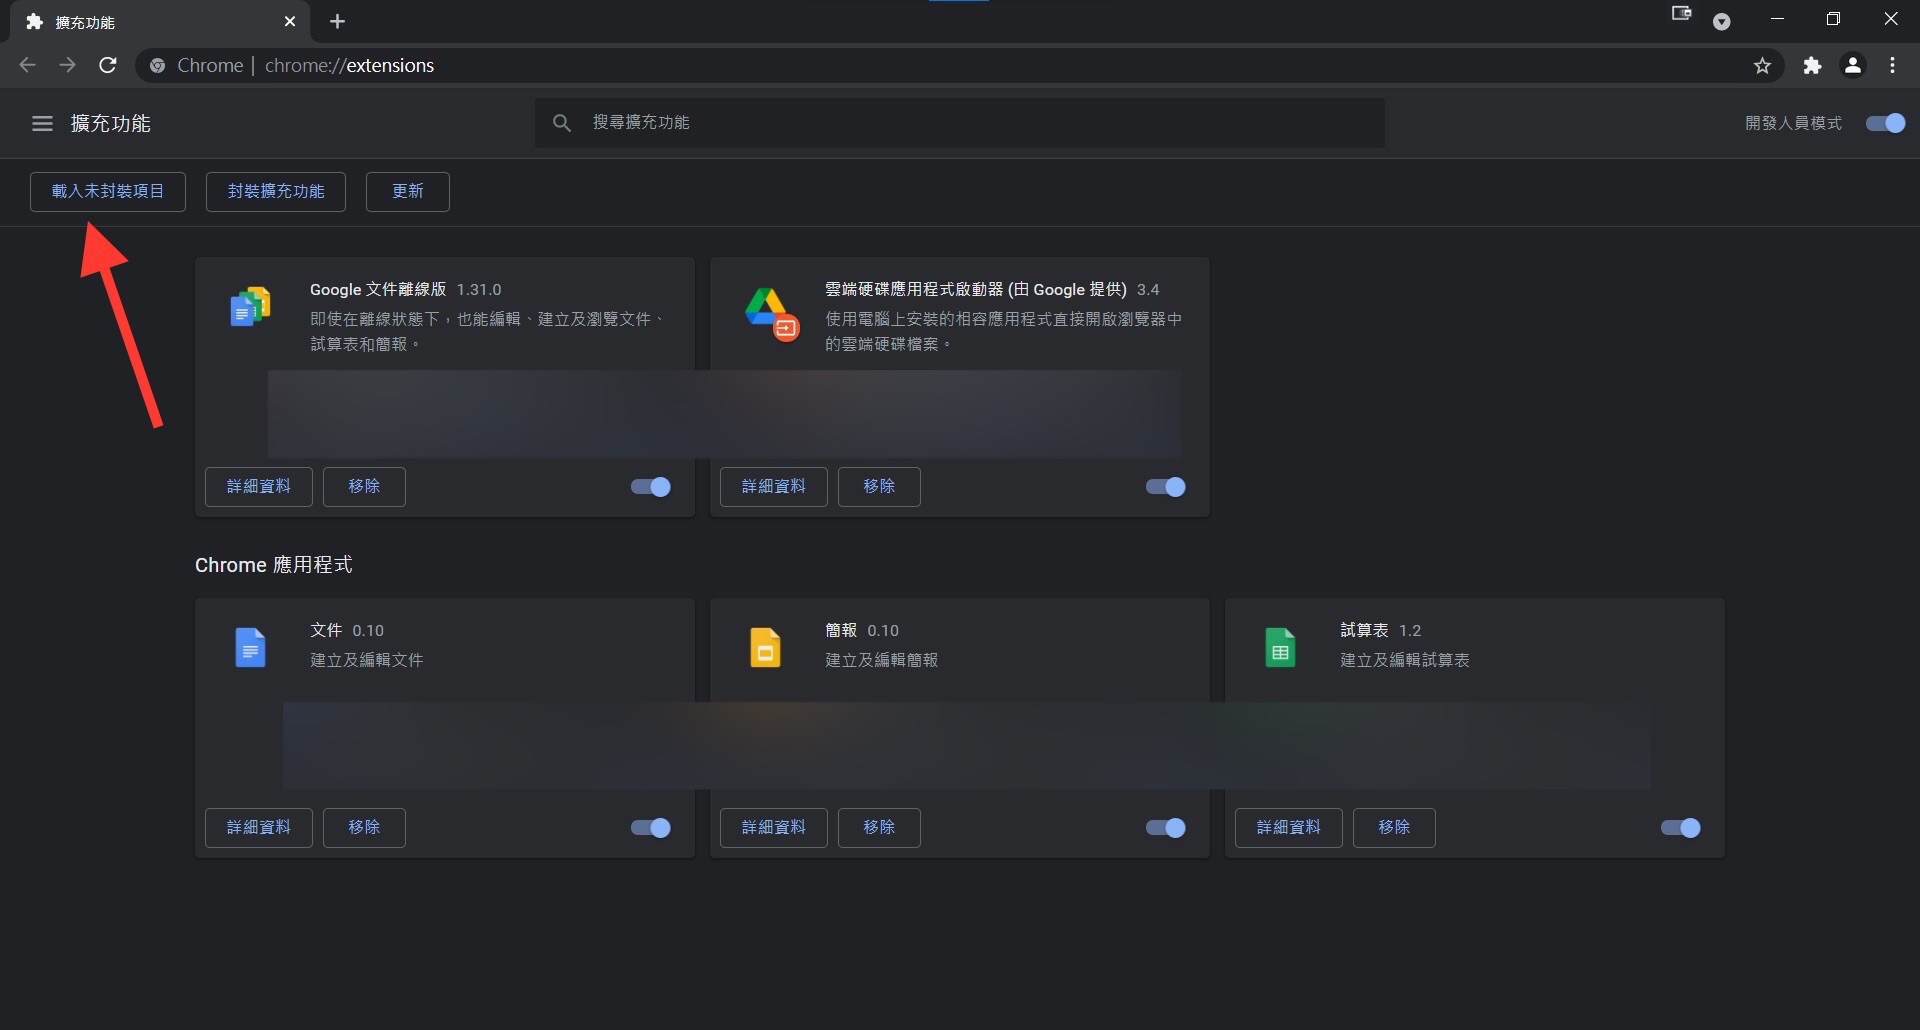 擴充功能
Chrome | chrome://extensions
擴充功能
搜尋擴充功能
開發人員模式
載入未封裝項目
封裝擴充功能
更新
Google 文件離線版 1.31.0
即使在離線狀態下，也能編輯、建立及瀏覽文件、
試算表和簡報。
詳細資料
移除
雲端硬碟應用程式啟動器 (由 Google 提供) 3.4
使用電腦上安裝的相容應用程式直接開啟瀏覽器中
的雲端硬碟檔案。
詳細資料
移除
Chrome 應用程式
文件 0.10
建立及編輯文件
詳細資料
移除
簡報 0.10
建立及編輯簡報
詳細資料
移除
試算表 1.2
建立及編輯試算表
詳細資料
移除